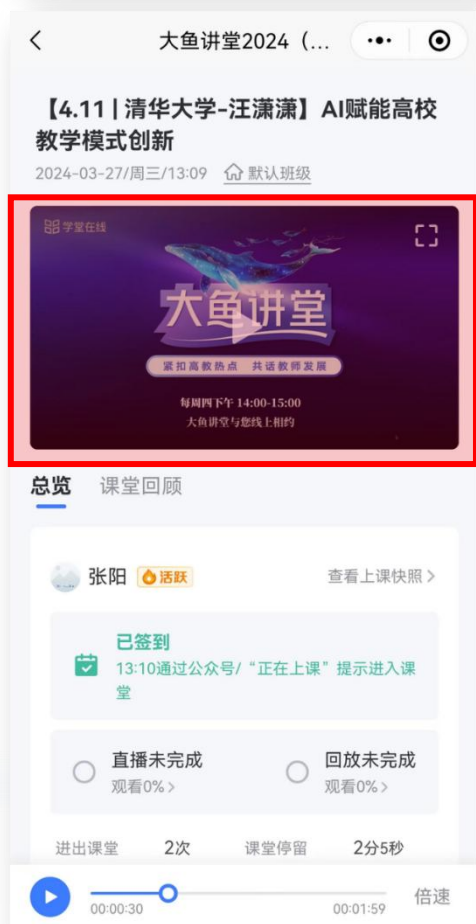 大鱼讲堂2024（...
【4.11 | 清华大学-汪潇潇】AI赋能高校
教学模式创新
2024-03-27/周三/13:09 默认班级
学堂在线
大鱼讲堂
紧扣高教热点 共话教师发展
每周四下午 14:00-15:00
大鱼讲堂与您线上相约
总览 课堂回顾
张阳 活跃 查看上课快照
已签到
13:10通过公众号/“正在上课”提示进入课
堂
直播未完成 回放未完成
观看0% 观看0%
进出课堂 2次 课堂停留 2分5秒
00:00:30 00:01:59 倍速